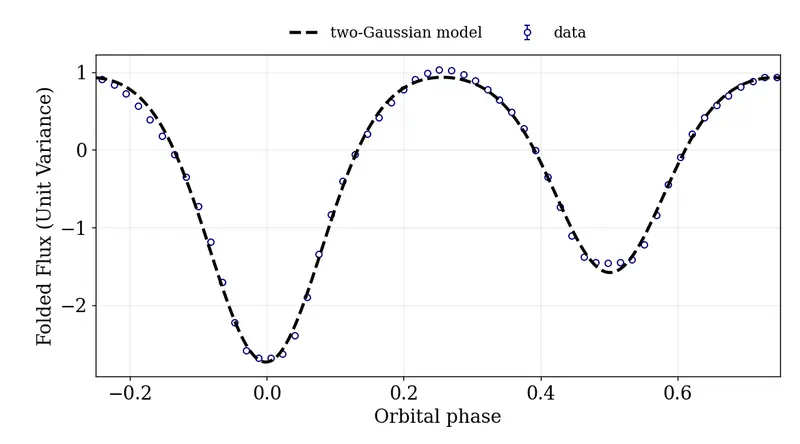 two-Gaussian model data
1
0
−1
−2
Folded Flux (Unit Variance)
−0.2 0.0 0.2 0.4 0.6
Orbital phase